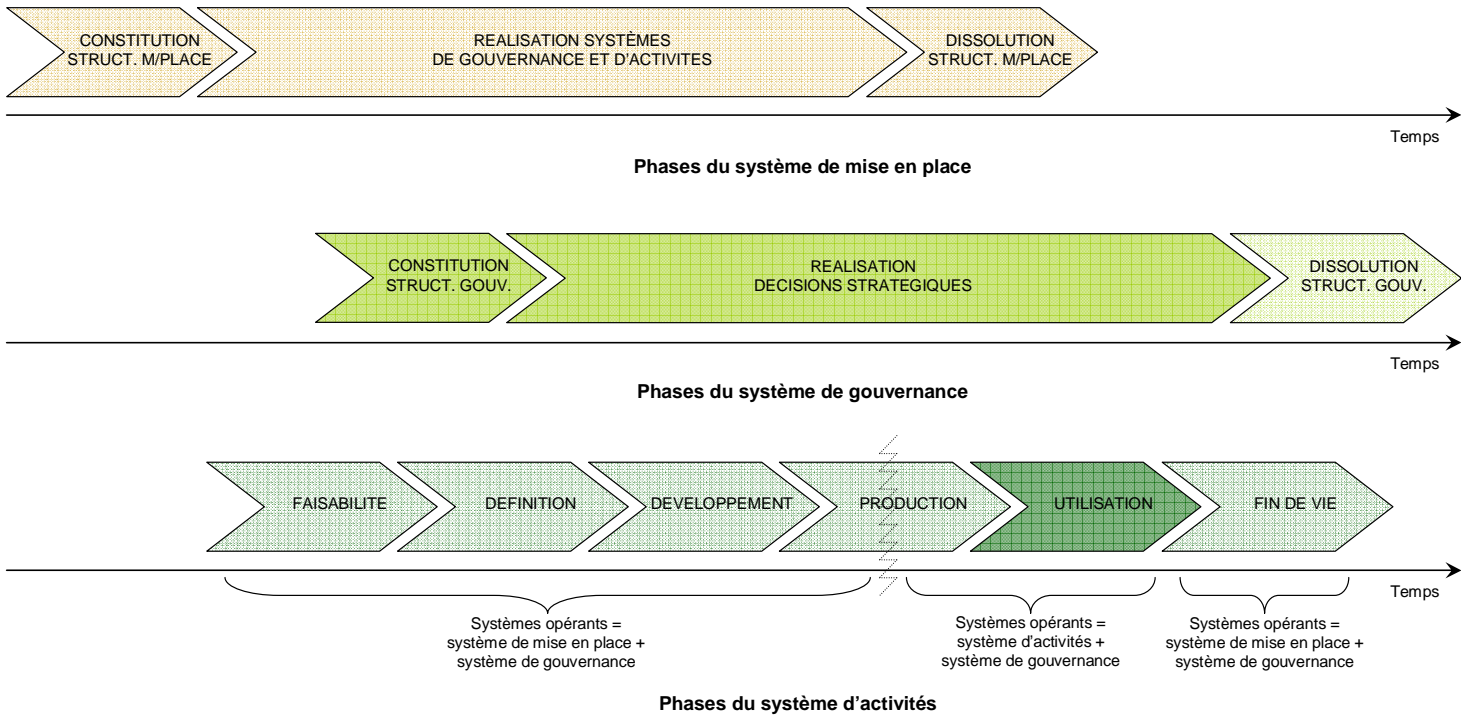 CONSTITUTION
STRUCT. M/PLACE
REALISATION SYSTÈMES
DE GOUVERNANCE ET D'ACTIVITES
DISSOLUTION
STRUCT. M/PLACE
Temps
Phases du système de mise en place
CONSTITUTION
STRUCT. GOUV.
REALISATION
DECISIONS STRATEGIQUES
DISSOLUTION
STRUCT. GOUV.
Temps
Phases du système de gouvernance
FAISABILITE
DEFINITION
DEVELOPPEMENT
PRODUCTION
UTILISATION
FIN DE VIE
Temps
Systèmes opérants =
système de mise en place +
système de gouvernance
Systèmes opérants =
système d'activités +
système de gouvernance
Systèmes opérants =
système de mise en place +
système de gouvernance
Phases du système d'activités